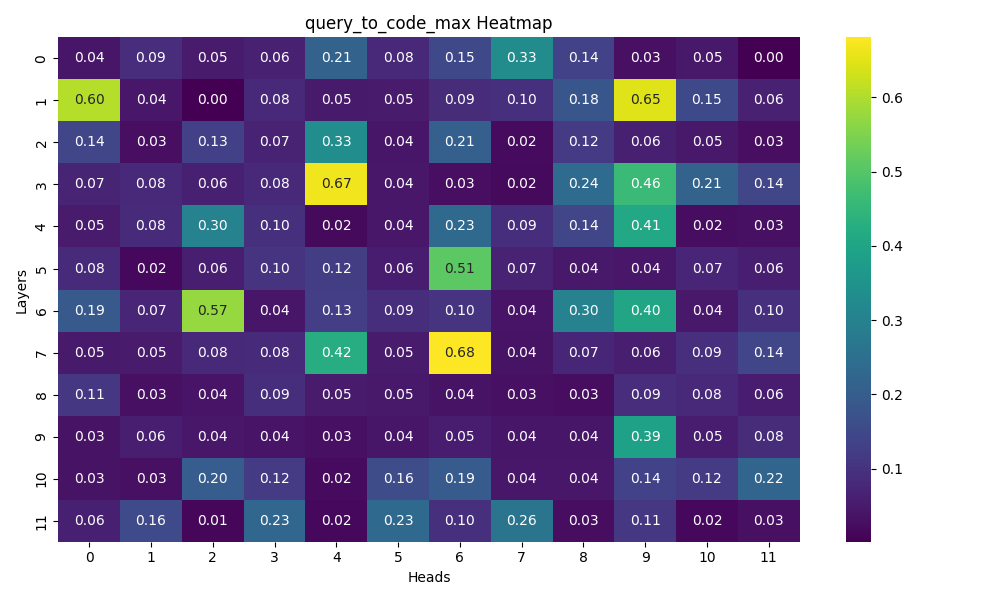 query_to_code_max Heatmap
0 0.04 0.09 0.05 0.06 0.21 0.08 0.15 0.33 0.14 0.03 0.05 0.00
1 0.60 0.04 0.00 0.08 0.05 0.05 0.09 0.10 0.18 0.65 0.15 0.06
2 0.14 0.03 0.13 0.07 0.33 0.04 0.21 0.02 0.12 0.06 0.05 0.03
3 0.07 0.08 0.06 0.08 0.67 0.04 0.03 0.02 0.24 0.46 0.21 0.14
4 0.05 0.08 0.30 0.10 0.02 0.04 0.23 0.09 0.14 0.41 0.02 0.03
5 0.08 0.02 0.06 0.10 0.12 0.06 0.51 0.07 0.04 0.04 0.07 0.06
6 0.19 0.07 0.57 0.04 0.13 0.09 0.10 0.04 0.30 0.40 0.04 0.10
7 0.05 0.05 0.08 0.08 0.42 0.05 0.68 0.04 0.07 0.06 0.09 0.14
8 0.11 0.03 0.04 0.09 0.05 0.05 0.04 0.03 0.03 0.09 0.08 0.06
9 0.03 0.06 0.04 0.04 0.03 0.04 0.05 0.04 0.04 0.39 0.05 0.08
10 0.03 0.03 0.20 0.12 0.02 0.16 0.19 0.04 0.04 0.14 0.12 0.22
11 0.06 0.16 0.01 0.23 0.02 0.23 0.10 0.26 0.03 0.11 0.02 0.03
0 1 2 3 4 5 6 7 8 9 10 11
Heads
Layers
0.6
0.5
0.4
0.3
0.2
0.1